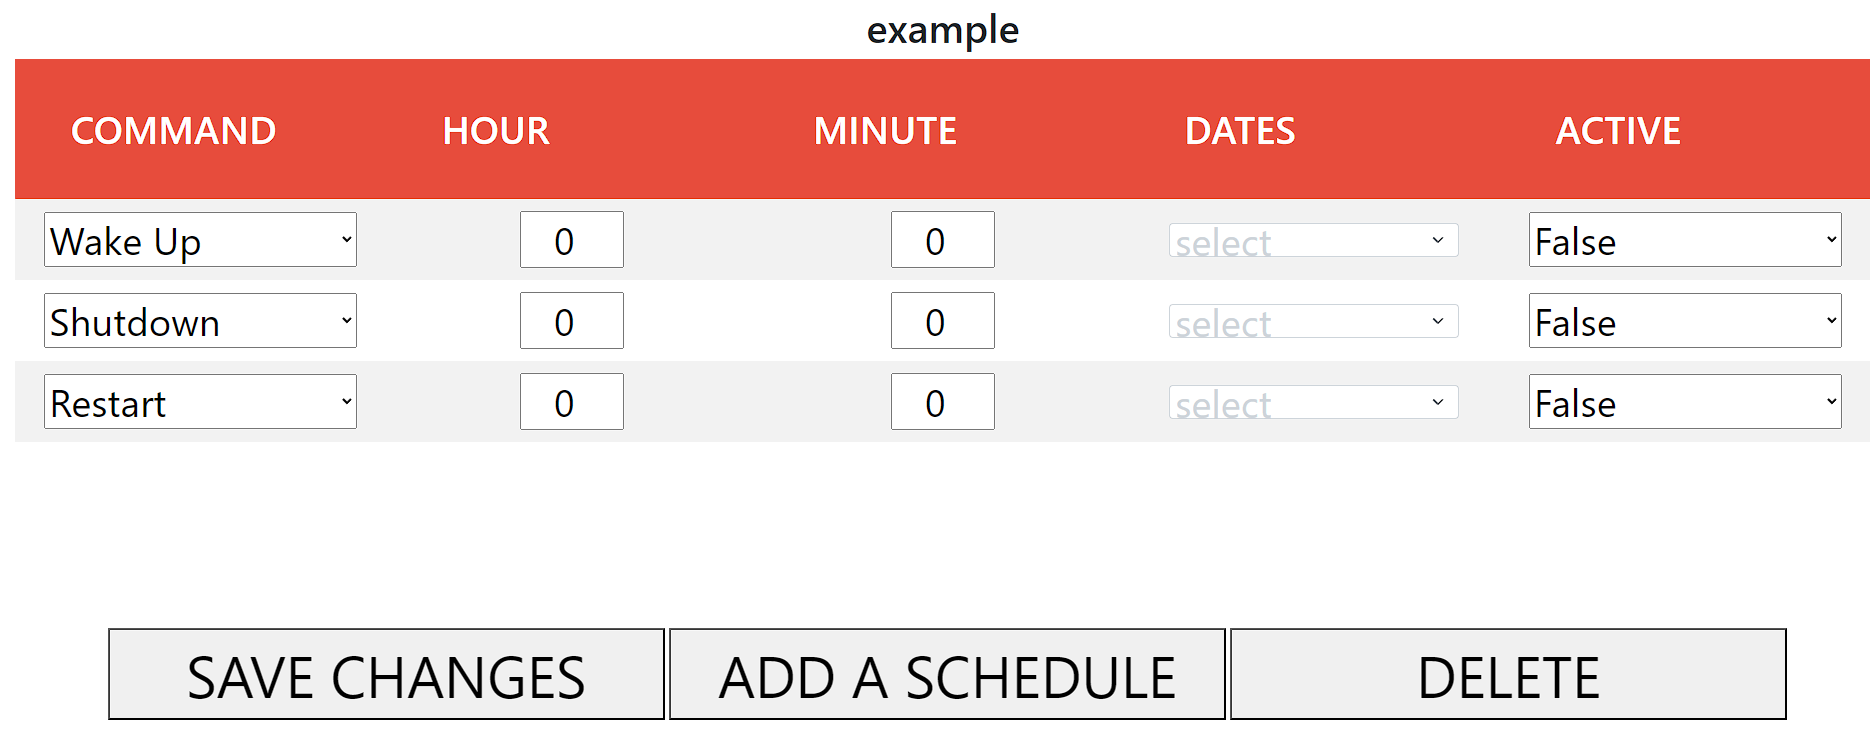 example
COMMAND HOUR MINUTE DATES ACTIVE
Wake Up 0 0 select False
Shutdown 0 0 select False
Restart 0 0 select False
SAVE CHANGES ADD A SCHEDULE DELETE